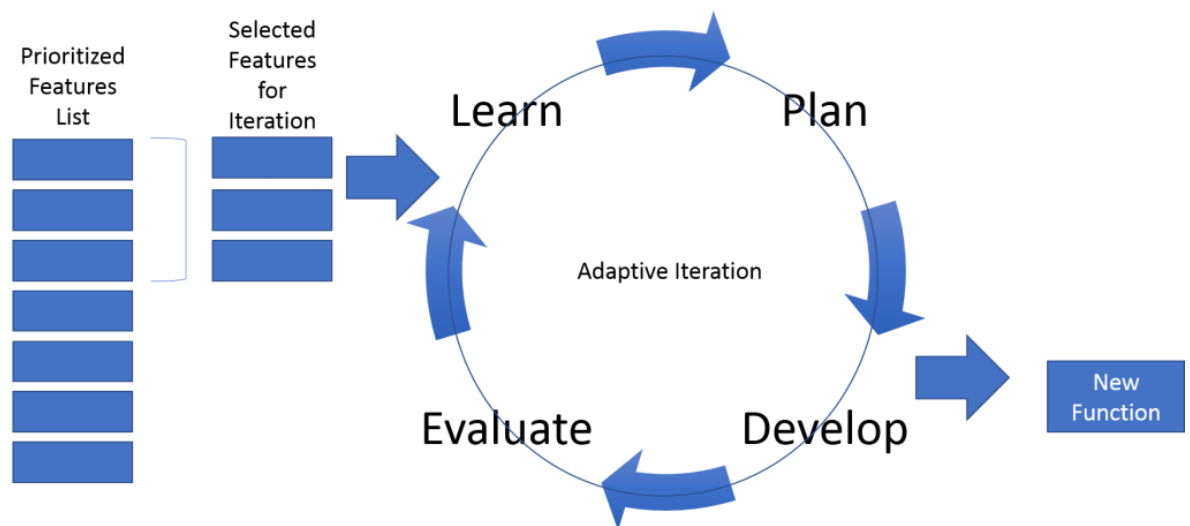 Prioritized
Features
List
Selected
Features
for
Iteration
Learn
Plan
Adaptive Iteration
Evaluate
Develop
New
Function